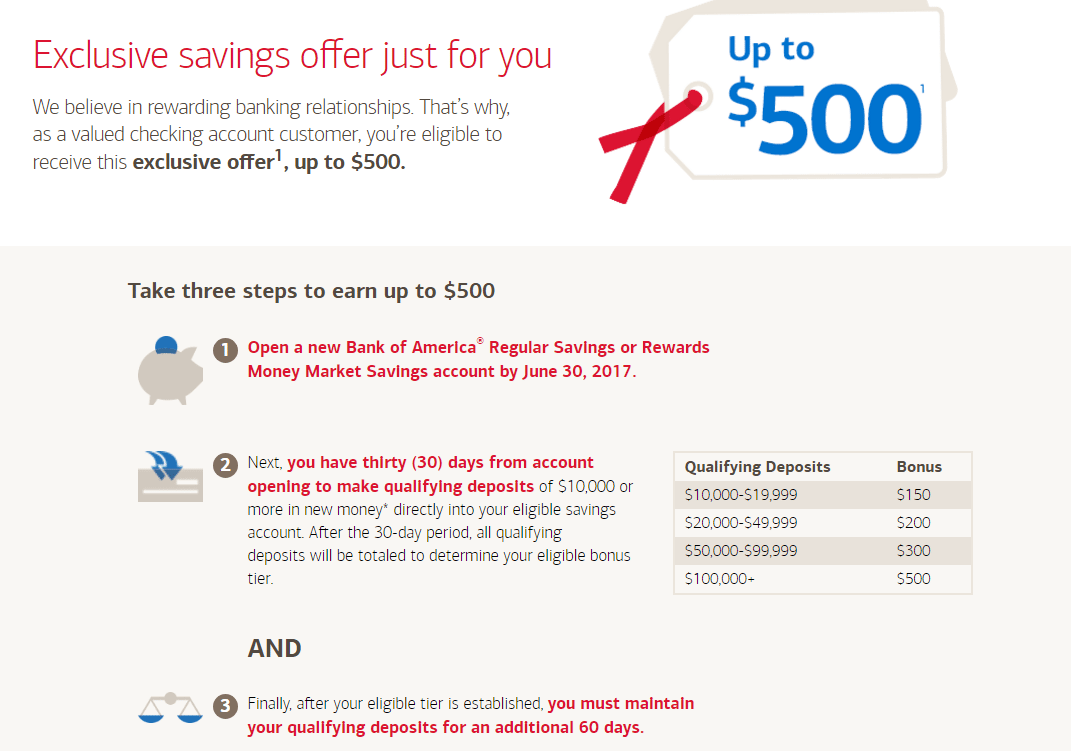 Exclusive savings offer just for you
We believe in rewarding banking relationships. That's why,
as a valued checking account customer, you're eligible to
receive this exclusive offer¹, up to $500.
Up to
$500¹
Take three steps to earn up to $500
1 Open a new Bank of America® Regular Savings or Rewards
Money Market Savings account by June 30, 2017.
2 Next, you have thirty (30) days from account
opening to make qualifying deposits of $10,000 or
more in new money* directly into your eligible savings
account. After the 30-day period, all qualifying
deposits will be totaled to determine your eligible bonus
tier.
Qualifying Deposits Bonus
$10,000-$19,999 $150
$20,000-$49,999 $200
$50,000-$99,999 $300
$100,000+ $500
AND
3 Finally, after your eligible tier is established, you must maintain
your qualifying deposits for an additional 60 days.